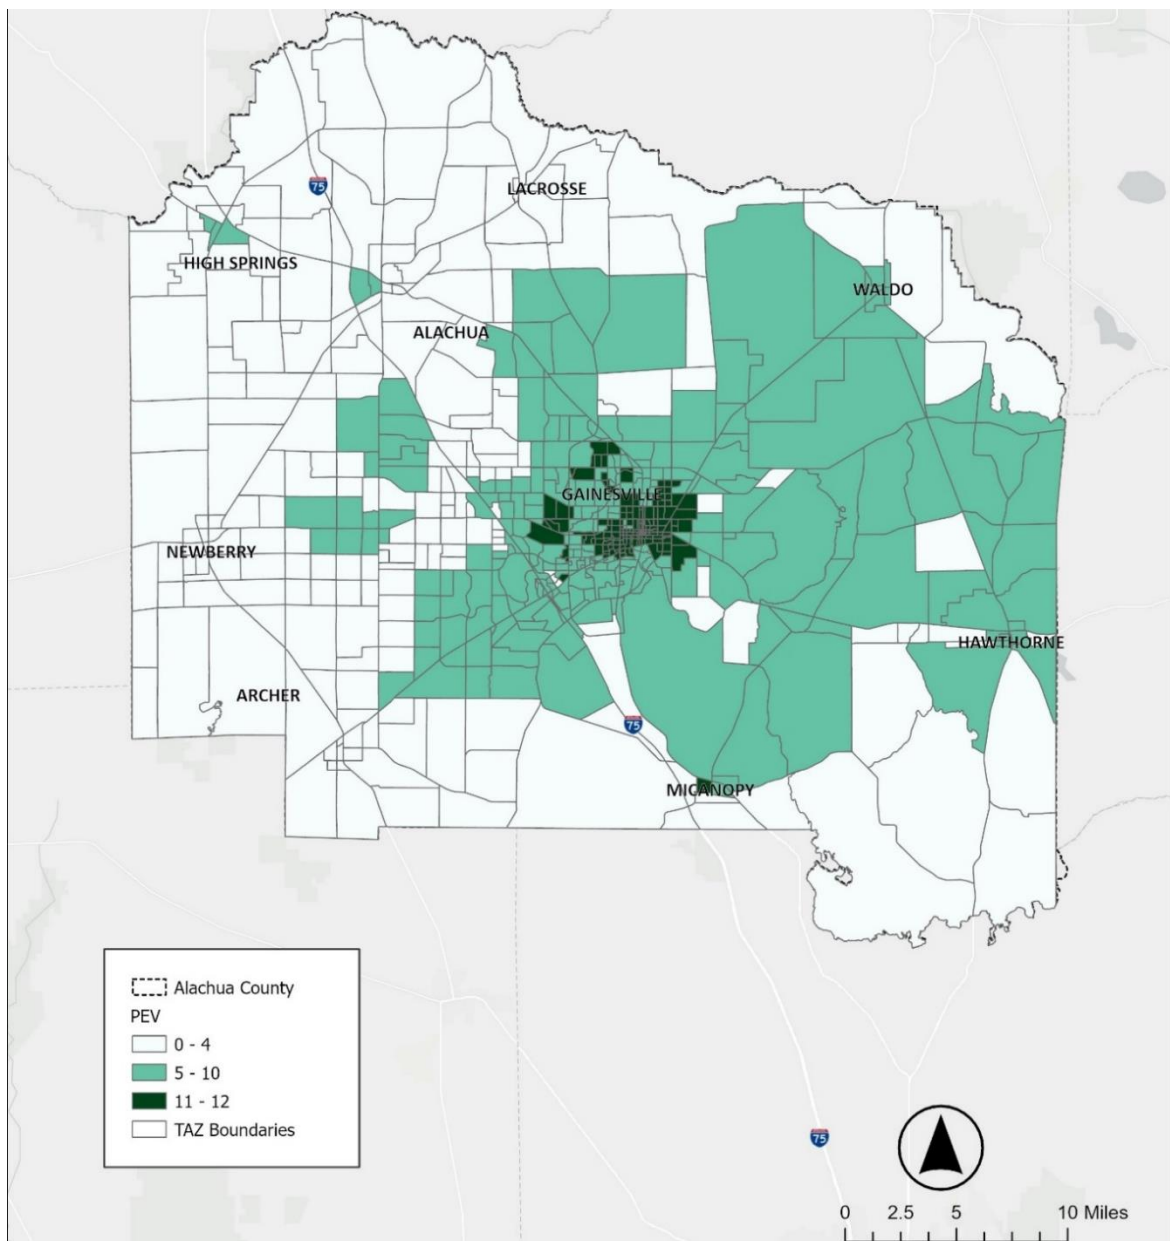 75
LACROSSE
HIGH SPRINGS
WALDO
ALACHUA
GAINESVILLE
NEWBERRY
HAWTHORNE
ARCHER
75
MICANOPY
Alachua County
PEV
0 - 4
5 - 10
11 - 12
TAZ Boundaries
75
0 2.5 5 10 Miles